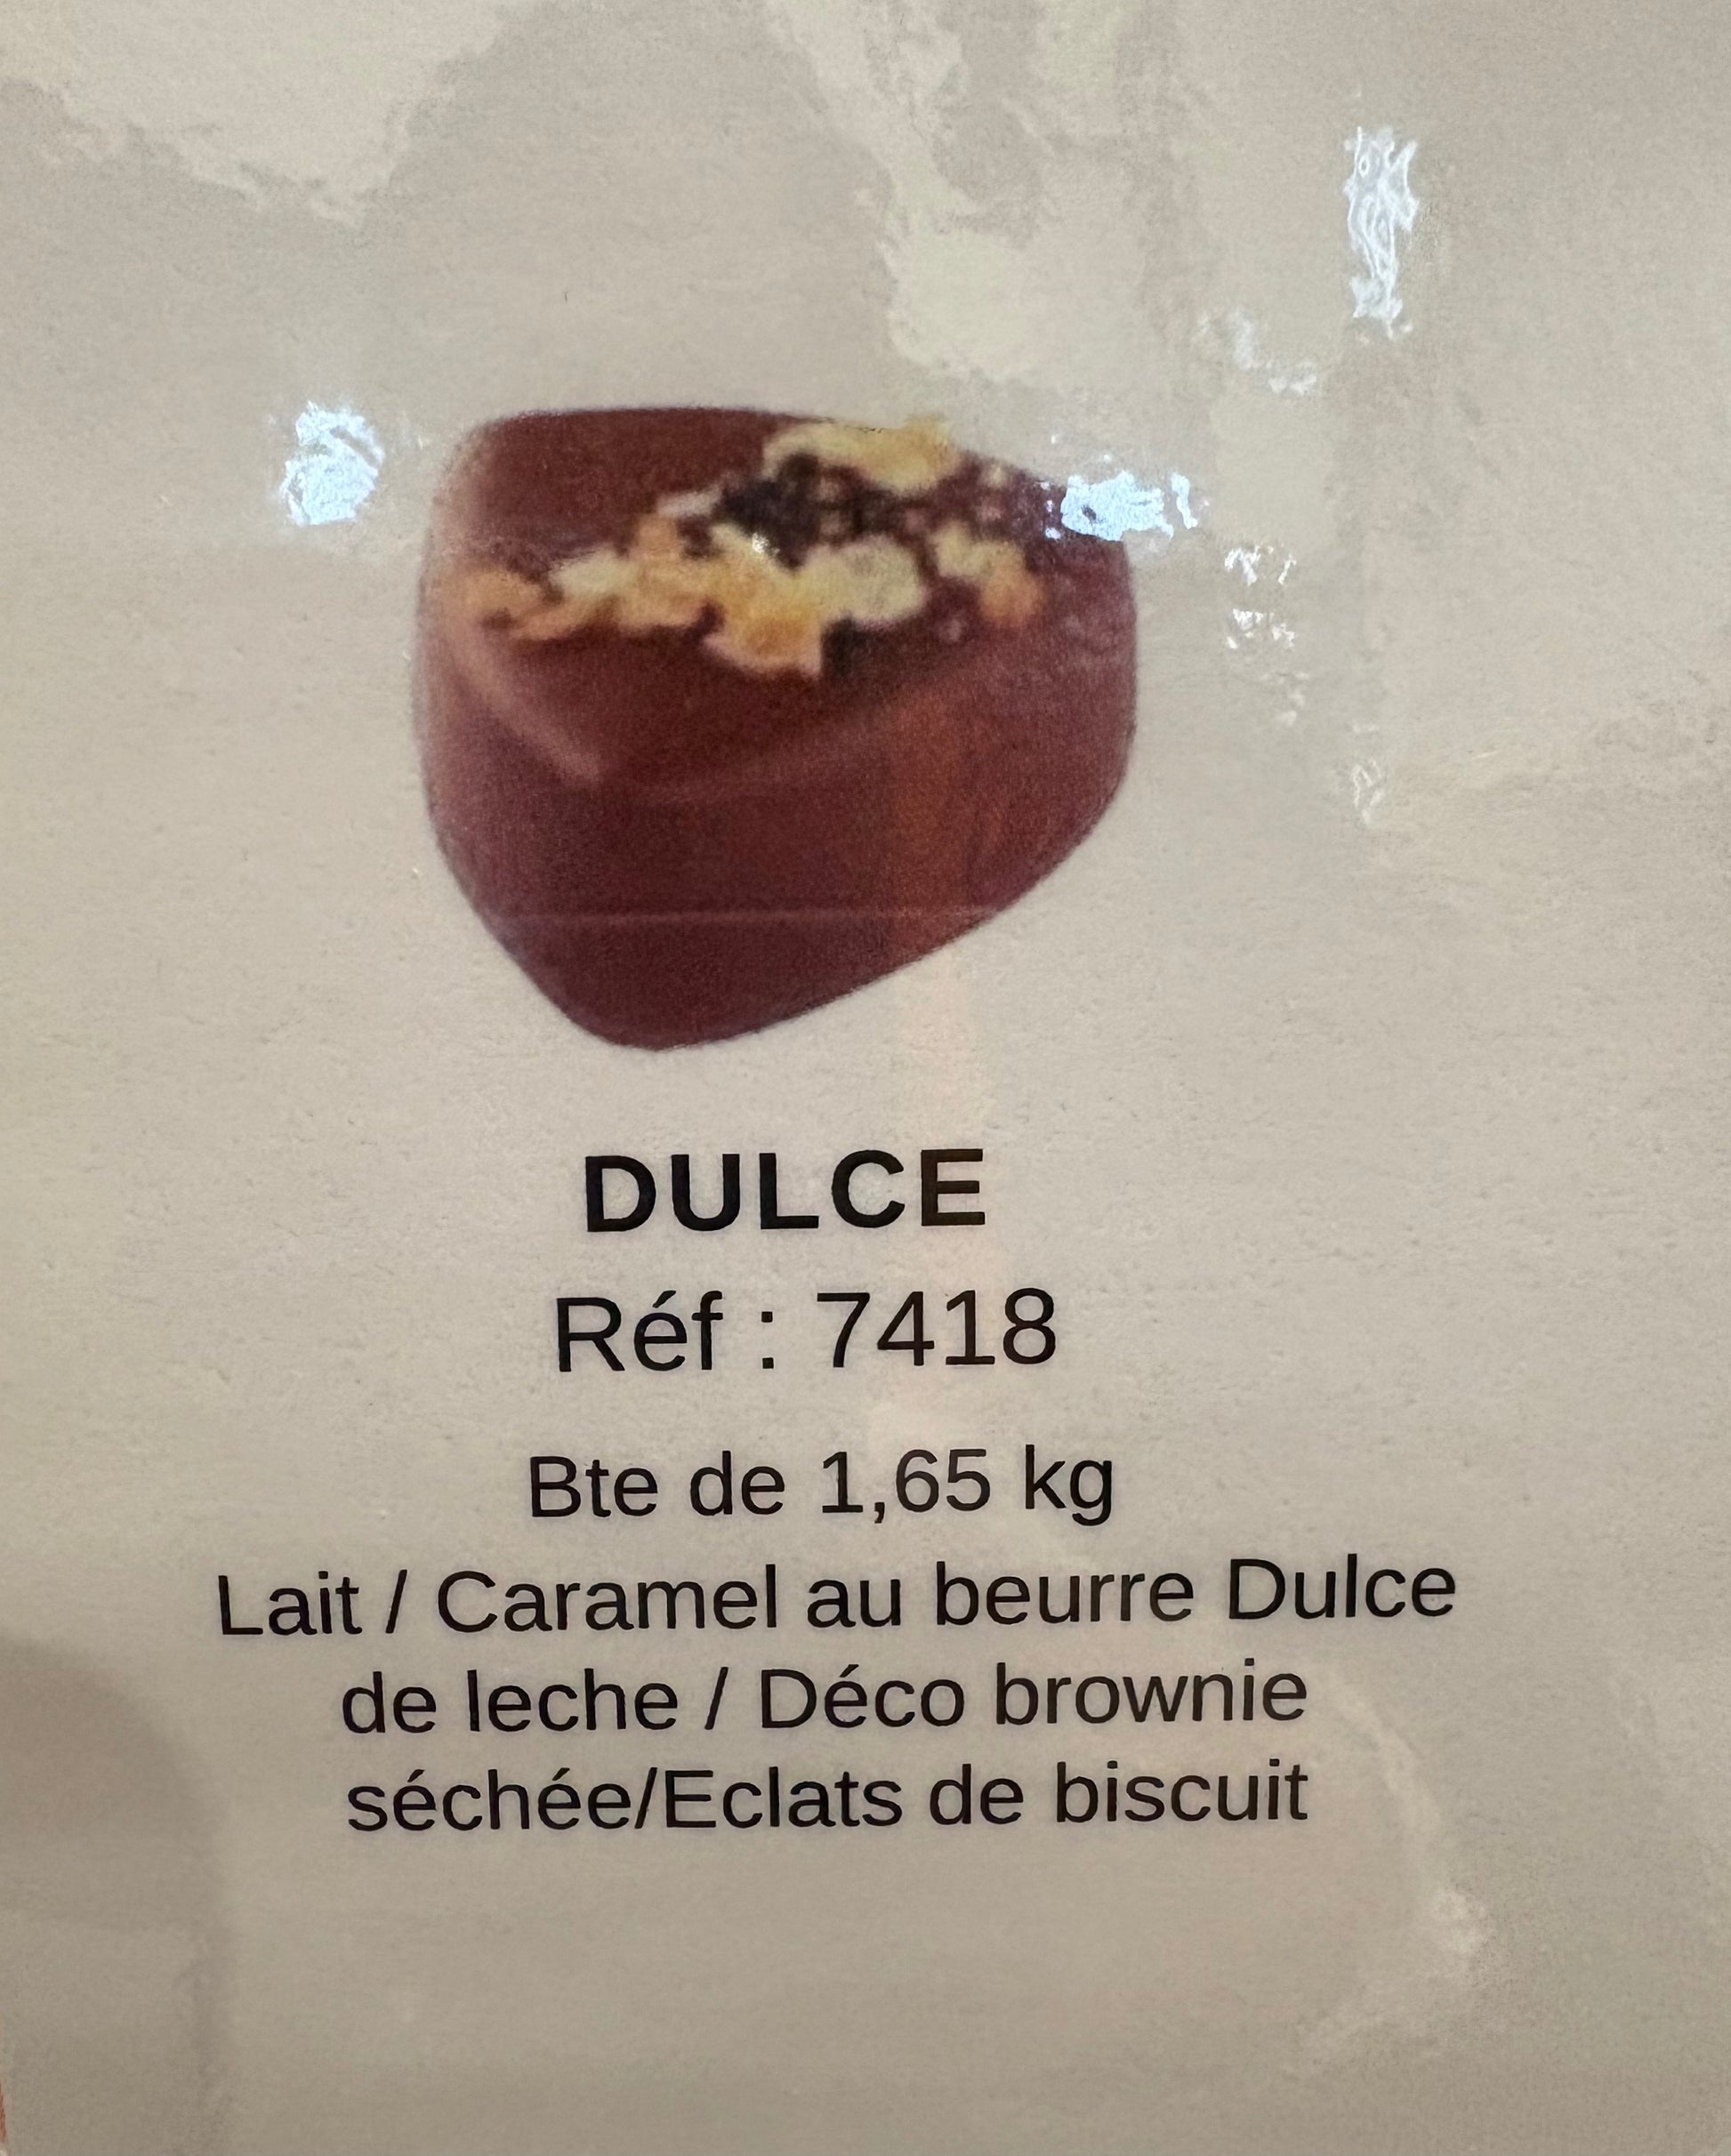 DULCE
Réf : 7418
Bte de 1,65 kg
Lait / Caramel au beurre Dulce
de leche / Déco brownie
séchée/Eclats de biscuit